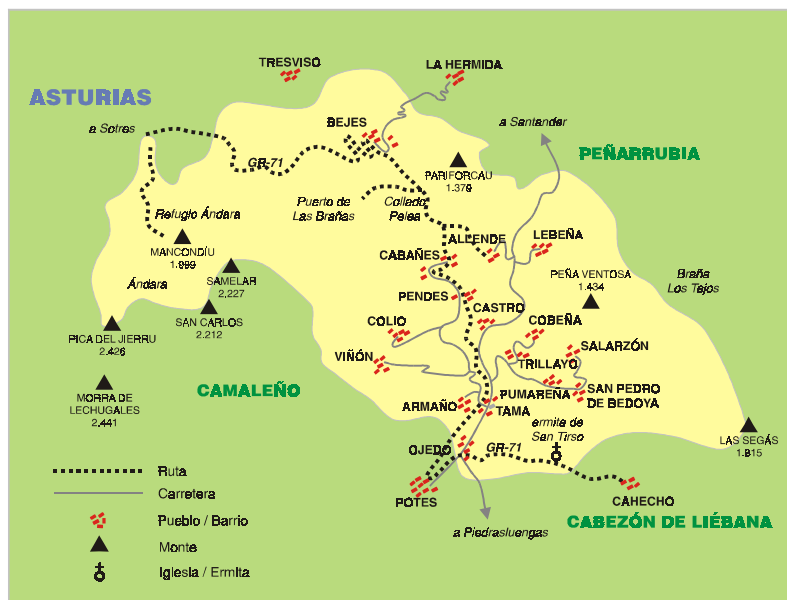 TRESVISO
LA HERMIDA
ASTURIAS
a Sotres
BEJES
a Santander
GR-71
PEÑARRUBIA
PARIFORCAU
1.379
Puerto de
Las Brañas
Collado
Pelea
Refugio Ándara
MANCONDÍU
1.999
ALLENDE
LEBEÑA
CABAÑES
Ándara
SAMELAR
2,227
PEÑA VENTOSA
1.434
Braña
Los Tejos
PENDES
CASTRO
SAN CARLOS
2.212
COLIO
COBEÑA
PICA DEL JIERRU
2.426
VIÑÓN
SALARZÓN
TRILLAYO
CAMALEÑO
MORRA DE
LECHUGALES
2.441
PUMAREÑA
SAN PEDRO
DE BEDOYA
ARMAÑO
TAMA
ermita de
San Tirso
LAS SEGÁS
1.815
OJEDO
GR-71
POTES
CAHECHO
CABEZÓN DE LIÉBANA
a Piedrasluengas
Ruta
Carretera
Pueblo / Barrio
Monte
Iglesia / Ermita